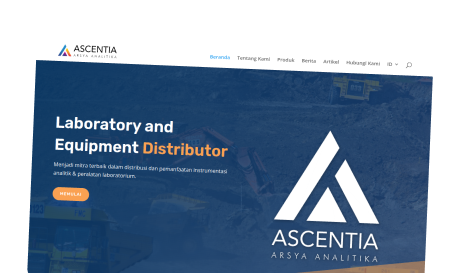 ASCENTIA
ARSYA ANALITIKA
Beranda Tentang Kami Produk Berita Artikel Hubungi Kami ID
Laboratory and
Equipment Distributor
Menjadi mitra terbaik dalam distribusi dan pemanfaatan instrumentasi
analitik & peralatan laboratorium.
MEMULAI
ASCENTIA
ARSYA ANALITIKA